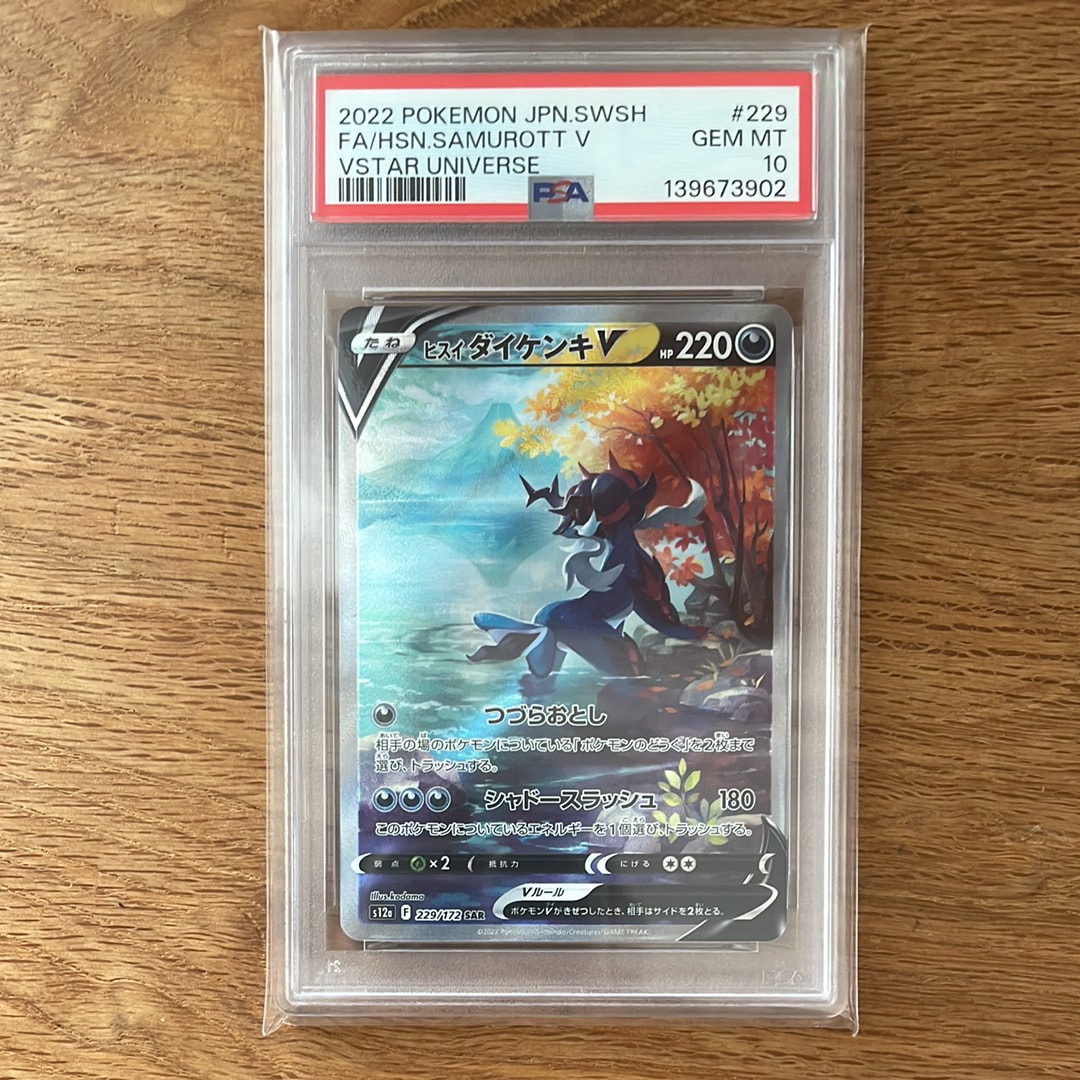 2022 POKEMON JPN.SWSH #229
FA/HSN.SAMUROTT V GEM MT
VSTAR UNIVERSE 10
PSA 139673902
たね ヒスイ ダイケンキV HP 220
つづらおとし
相手の場のポケモンについている「ポケモンのどうぐ」を2枚まで
選び、トラッシュする。
シャドースラッシュ 180
このポケモンについているエネルギーを1個選び、トラッシュする。
弱点 ×2 抵抗力 にげる
Illus.kodama
Vルール
s12a F 229/172 SAR ポケモンVがきぜつしたとき、相手はサイドを2枚とる。
©2022 Pokémon/Nintendo/Creatures/GAME FREAK.